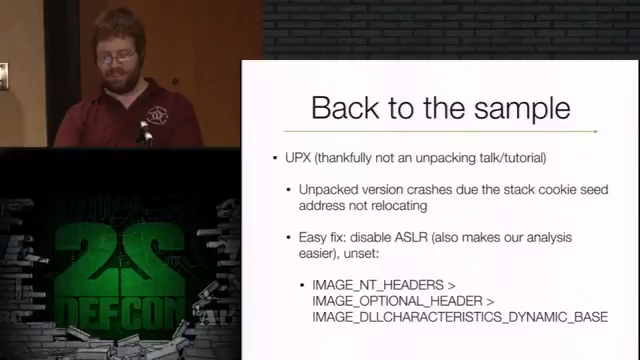 Back to the sample
• UPX (thankfully not an unpacking talk/tutorial)
• Unpacked version crashes due the stack cookie seed
address not relocating
• Easy fix: disable ASLR (also makes our analysis
easier), unset:
• IMAGE_NT_HEADERS >
IMAGE_OPTIONAL_HEADER >
IMAGE_DLLCHARACTERISTICS_DYNAMIC_BASE
22
DEFCON